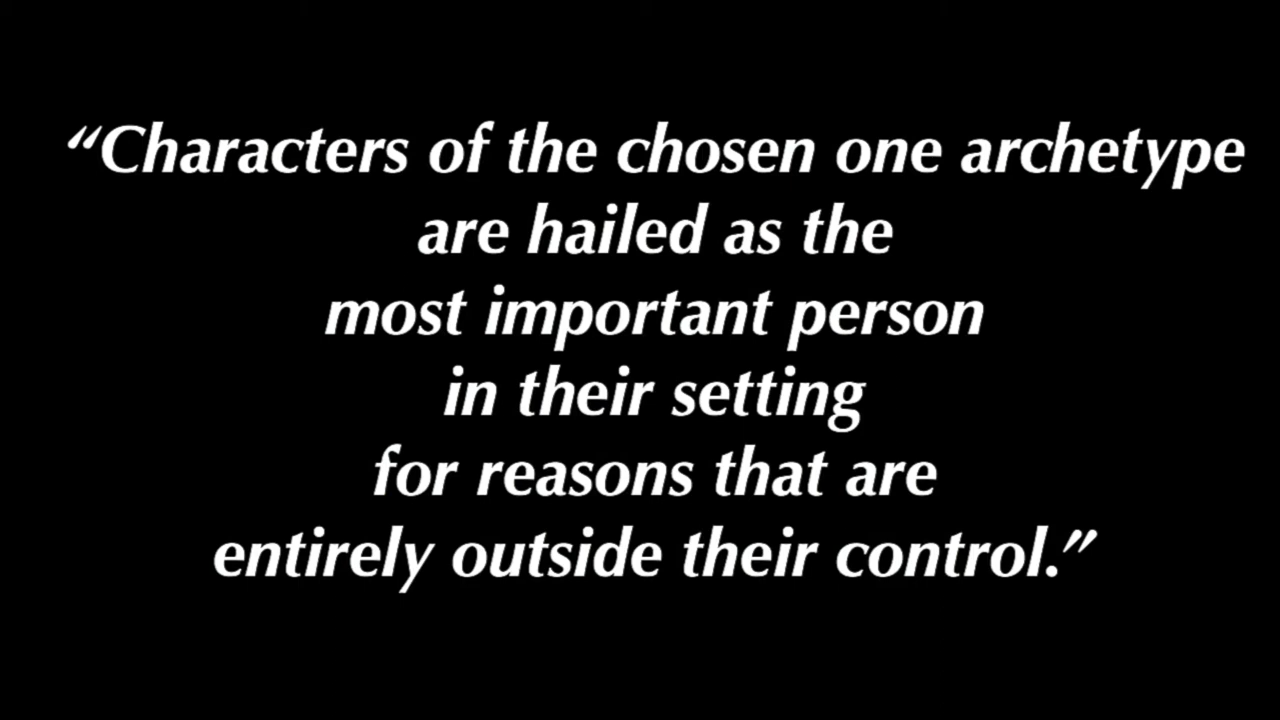 “Characters of the chosen one archetype
are hailed as the
most important person
in their setting
for reasons that are
entirely outside their control.”